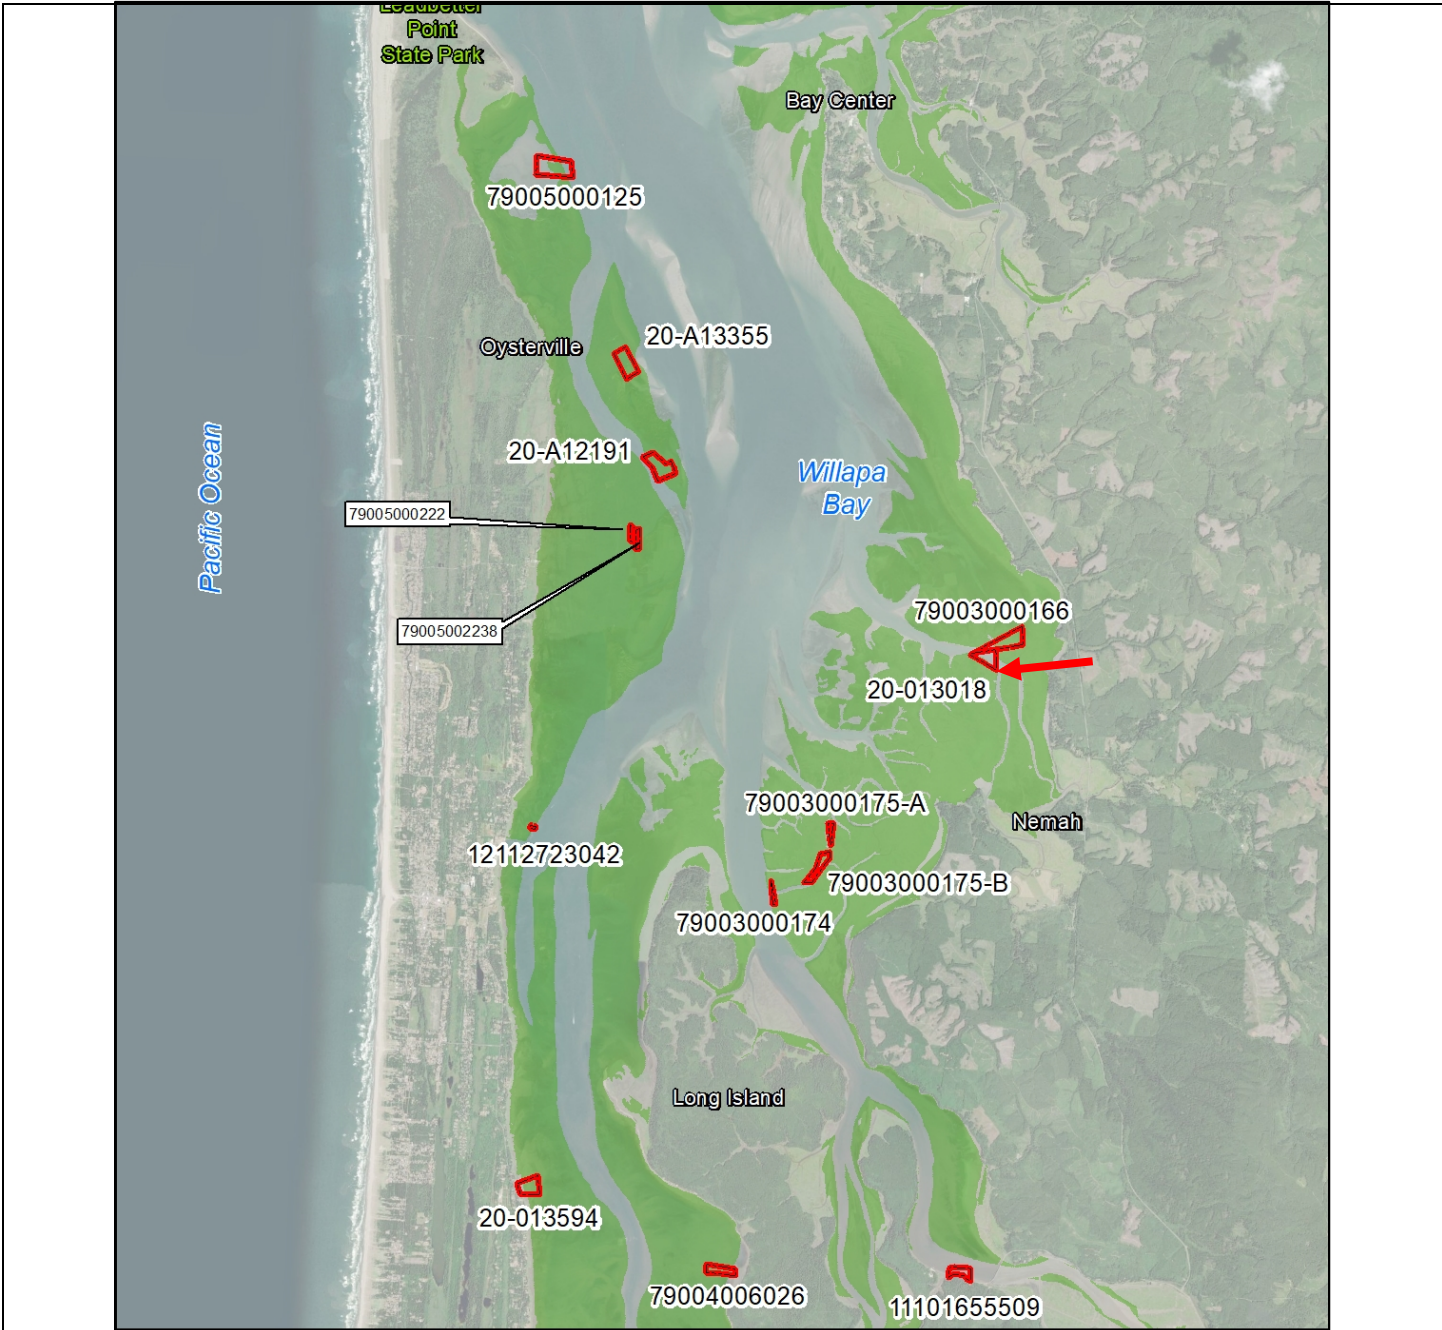 Leadbetter
Point
State Park
Bay Center
79005000125
20-A13355
Oysterville
20-A12191
Willapa
Bay
Pacific Ocean
79005000222
79005002238
79003000166
20-013018
79003000175-A
Nemah
12112723042
79003000175-B
79003000174
Long Island
20-013594
79004006026
11101655509